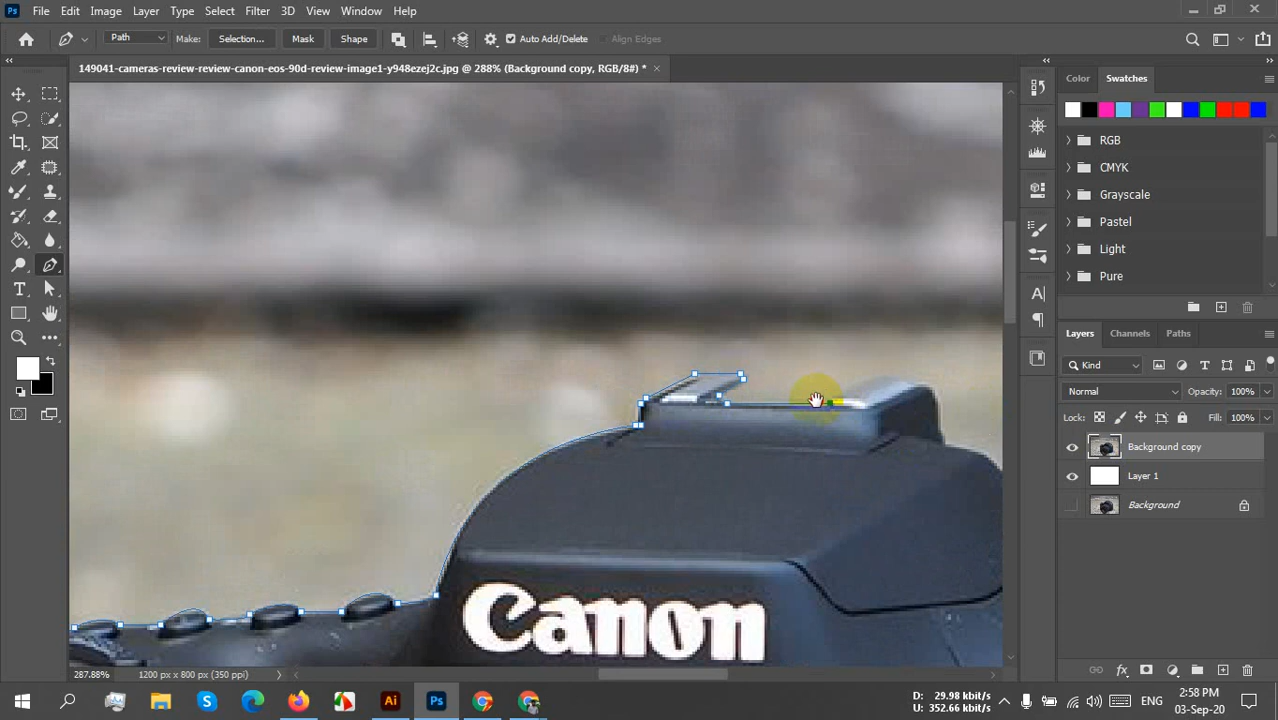 Ps File Edit Image Layer Type Select Filter 3D View Window Help
Path Make: Selection... Mask Shape Auto Add/Delete Align Edges
149041-cameras-review-review-canon-eos-90d-review-image1-y948ezej2c.jpg @ 288% (Background copy, RGB/8#) * ×
Color Swatches
RGB
CMYK
Grayscale
Pastel
Light
Pure
Layers Channels Paths
Kind
Normal Opacity: 100%
Lock: Fill: 100%
Background copy
Layer 1
Background
Canon
287.88% 1200 px x 800 px (350 ppi)
Ai Ps
D: 29.98 kbit/s
U: 352.66 kbit/s
ENG
2:58 PM
03-Sep-20